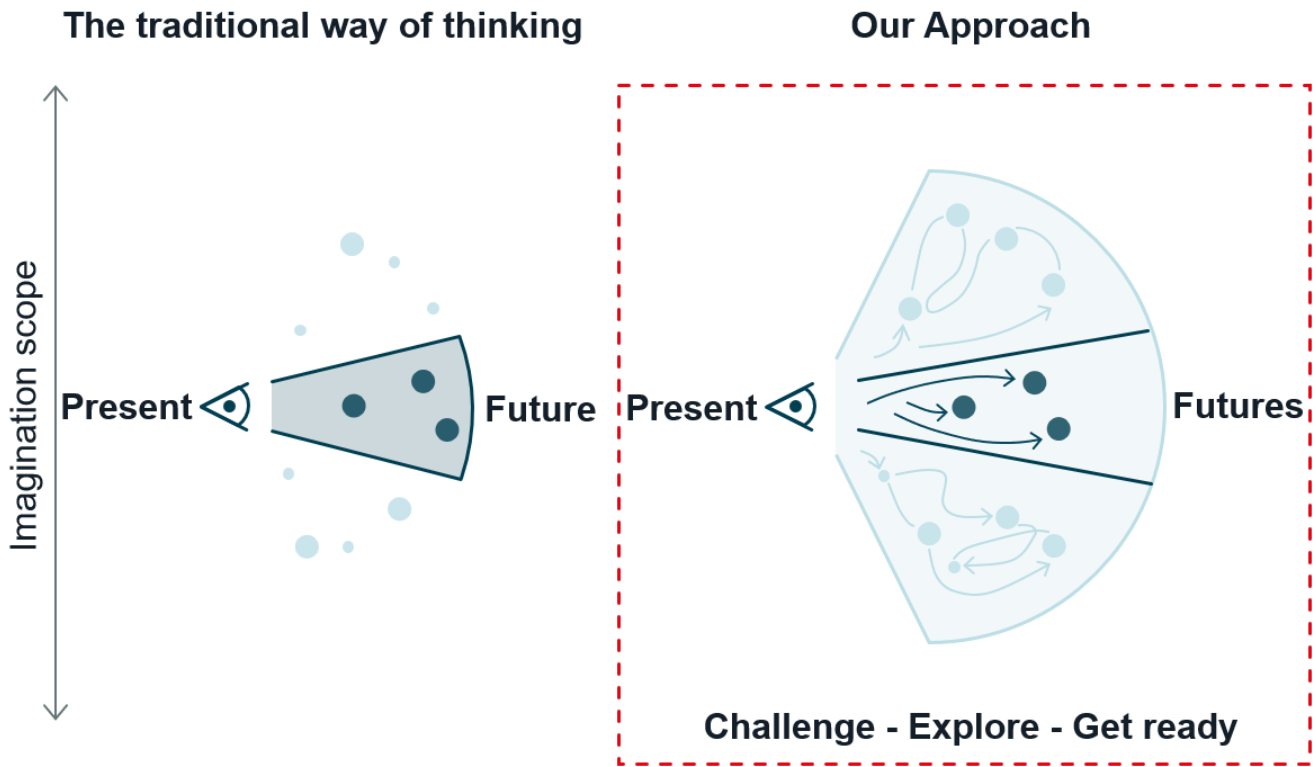 The traditional way of thinking
Our Approach
Imagination scope
Present
Future
Present
Futures
Challenge - Explore - Get ready